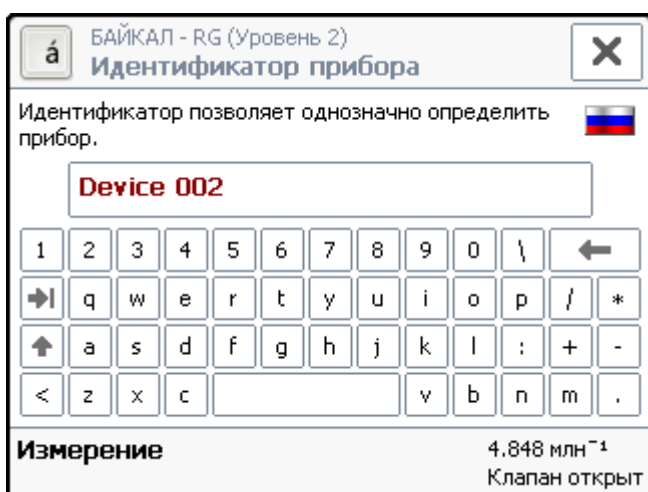 á
БАЙКАЛ - RG (Уровень 2)
Идентификатор прибора
Идентификатор позволяет однозначно определить
прибор.
Device 002
1 2 3 4 5 6 7 8 9 0 \
q w e r t y u i o p / *
a s d f g h j k l : + -
< z x c v b n m .
Измерение
4.848 млн⁻¹
Клапан открыт